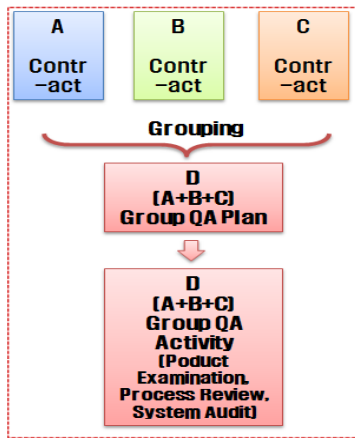 A
Contr
-act
B
Contr
-act
C
Contr
-act
Grouping
D
(A+B+C)
Group QA Plan
D
(A+B+C)
Group QA
Activity
(Poduct
Examination,
Process Review,
System Audit)